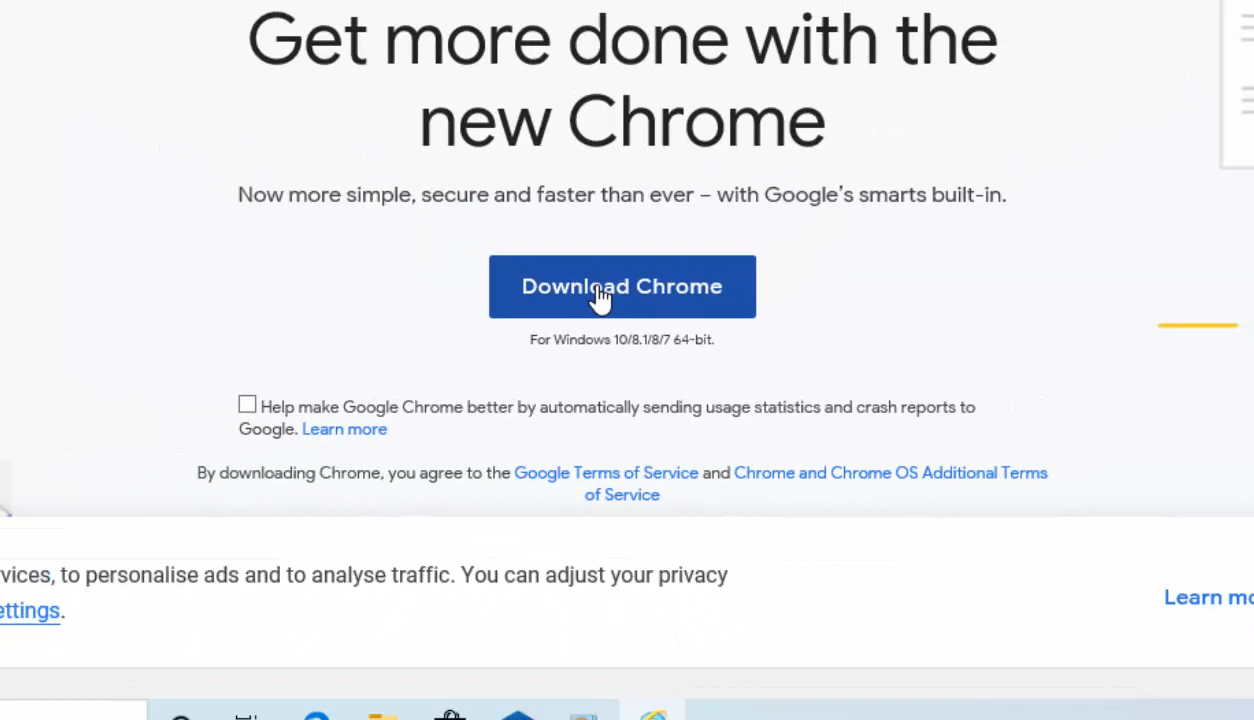 Get more done with the
new Chrome
Now more simple, secure and faster than ever – with Google's smarts built-in.
Download Chrome
For Windows 10/8.1/8/7 64-bit.
Help make Google Chrome better by automatically sending usage statistics and crash reports to
Google. Learn more
By downloading Chrome, you agree to the Google Terms of Service and Chrome and Chrome OS Additional Terms
of Service
vices, to personalise ads and to analyse traffic. You can adjust your privacy
ettings.
Learn mo